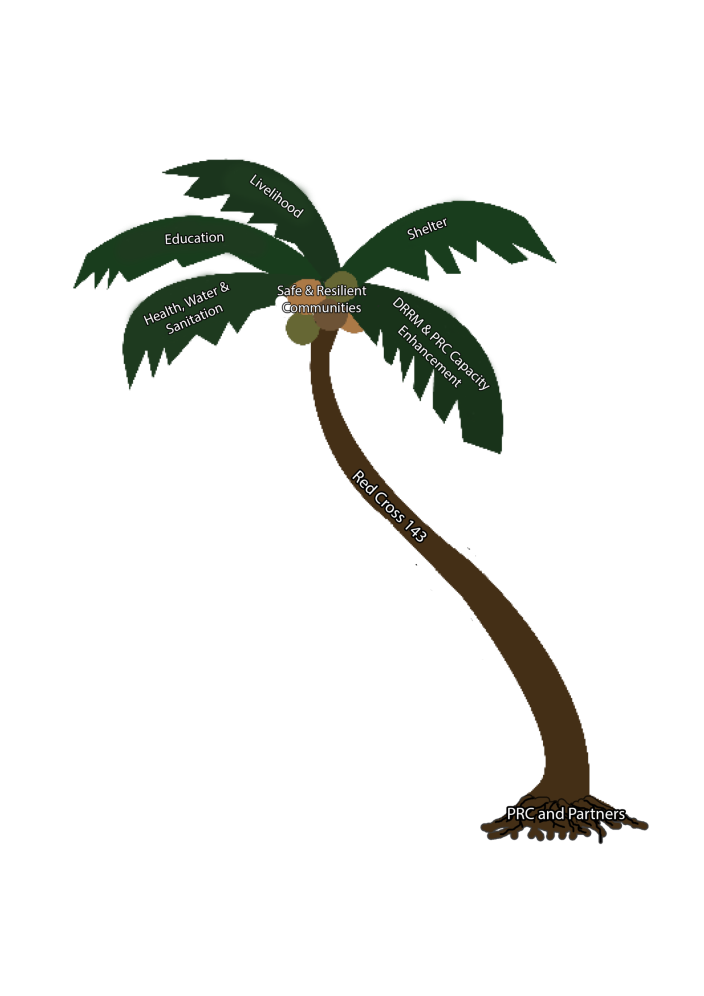 Livelihood
Education
Shelter
Health, Water &
Sanitation
Safe & Resilient
Communities
DRRM & PRC Capacity
Enhancement
Red Cross 143
PRC and Partners